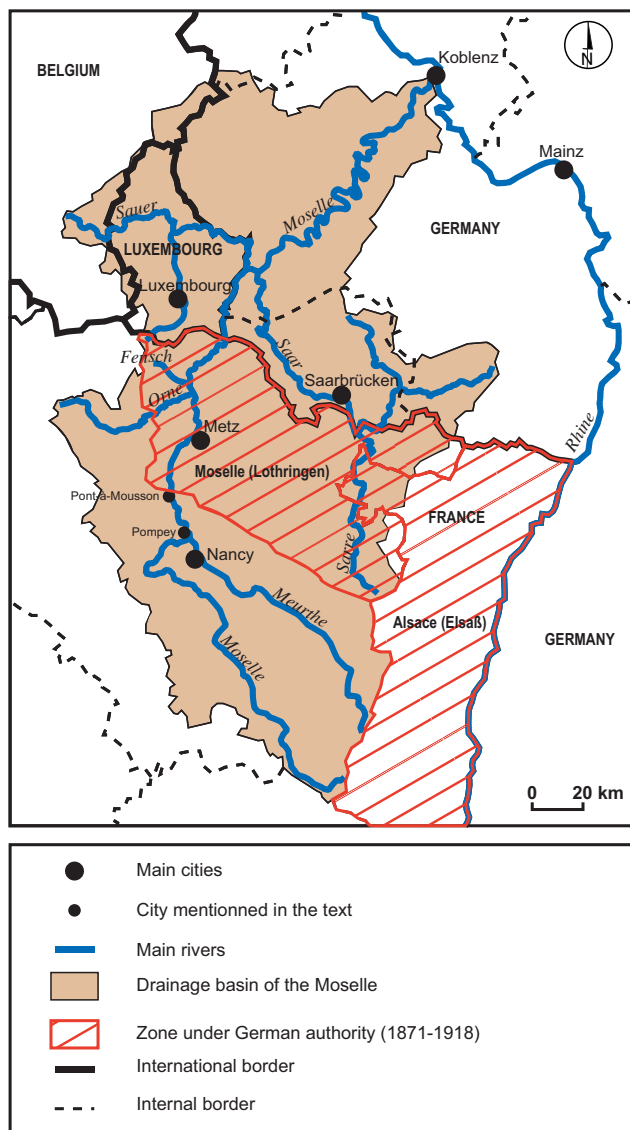 Koblenz
BELGIUM
N
Mainz
Sauer
Moselle
GERMANY
LUXEMBOURG
Luxembourg
Fensch
Saar
Saarbrücken
Orne
Metz
Rhine
Moselle (Lothringen)
Pont-à-Mousson
FRANCE
Pompey
Nancy
Sarre
Meurthe
Alsace (Elsaß)
Moselle
GERMANY
0 20 km
Main cities
City mentionned in the text
Main rivers
Drainage basin of the Moselle
Zone under German authority (1871-1918)
International border
Internal border